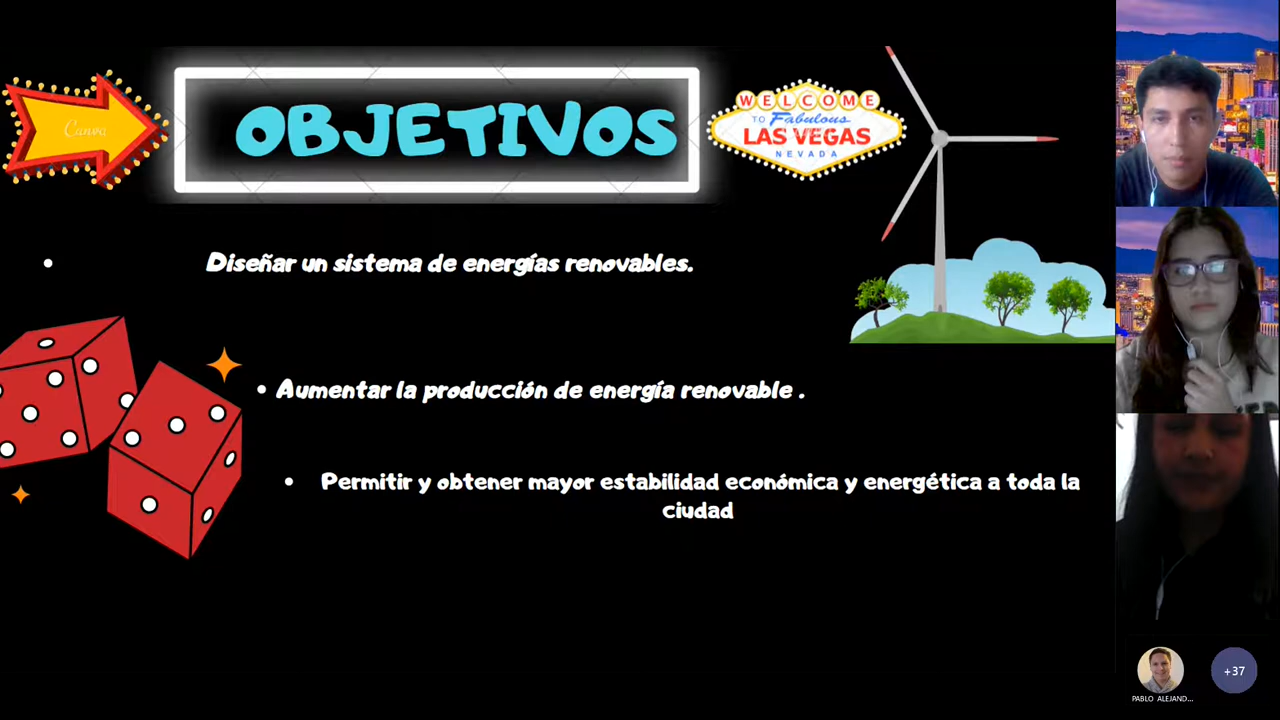 Canva
OBJETIVOS
WELCOME
TO Fabulous
LAS VEGAS
NEVADA
• Diseñar un sistema de energías renovables.
• Aumentar la producción de energía renovable .
• Permitir y obtener mayor estabilidad económica y energética a toda la
ciudad
PABLO ALEJAND...
+37